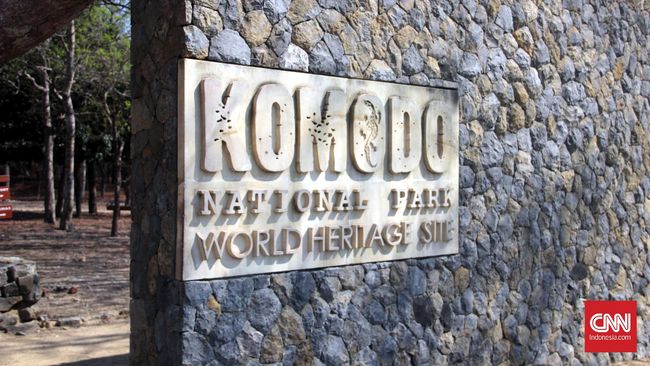 KOMODO
NATIONAL PARK
WORLD HERITAGE SITE
CNN
Indonesia.com